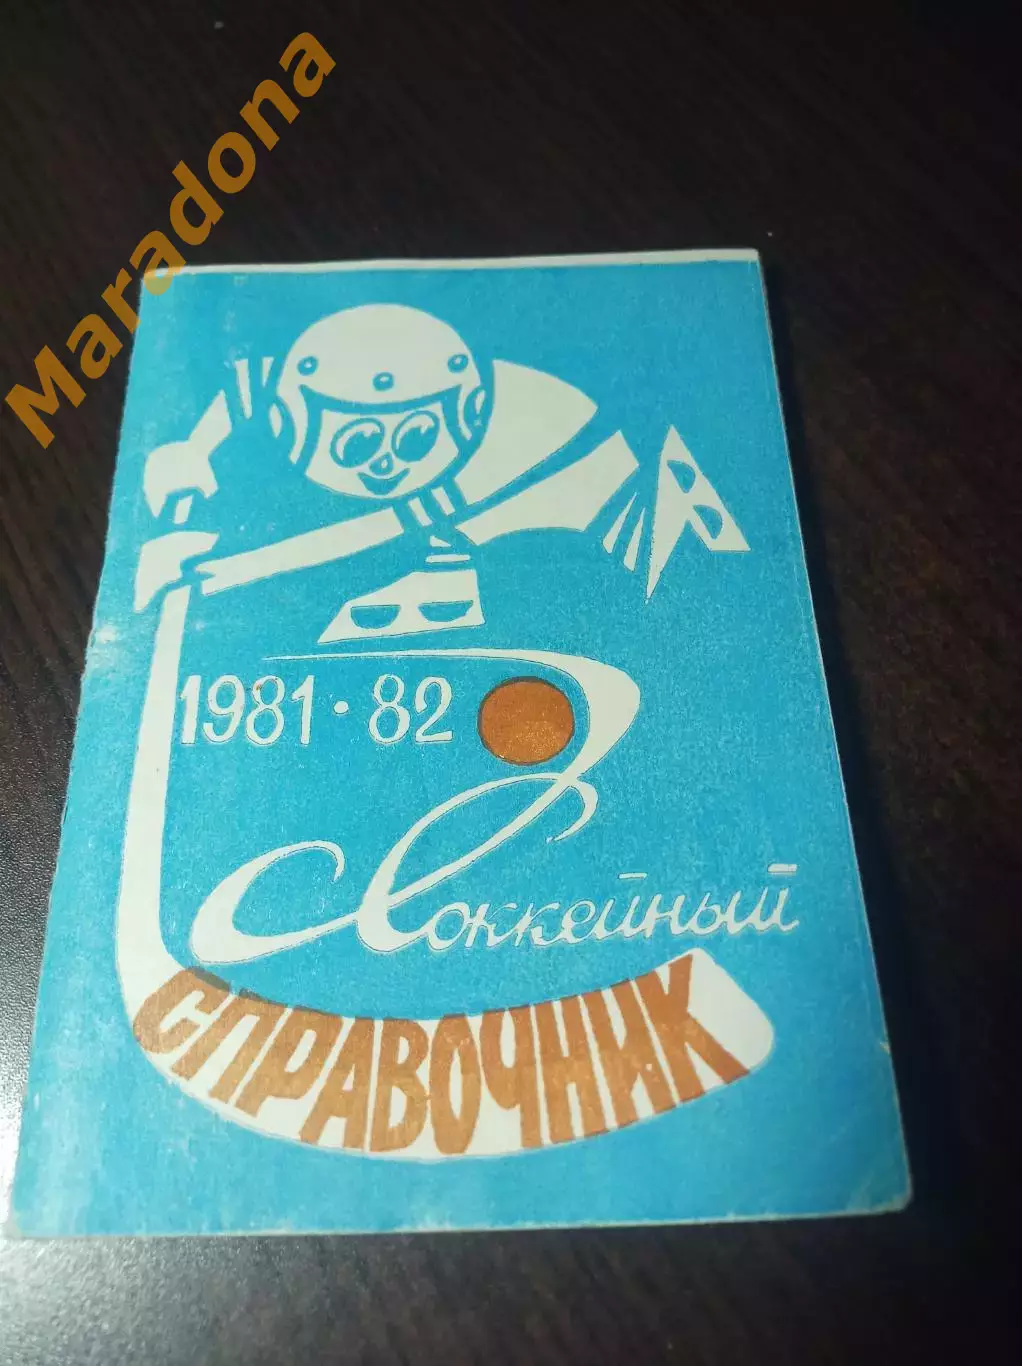 Maradona
1981·82
Хоккейный
СПРАВОЧНИК